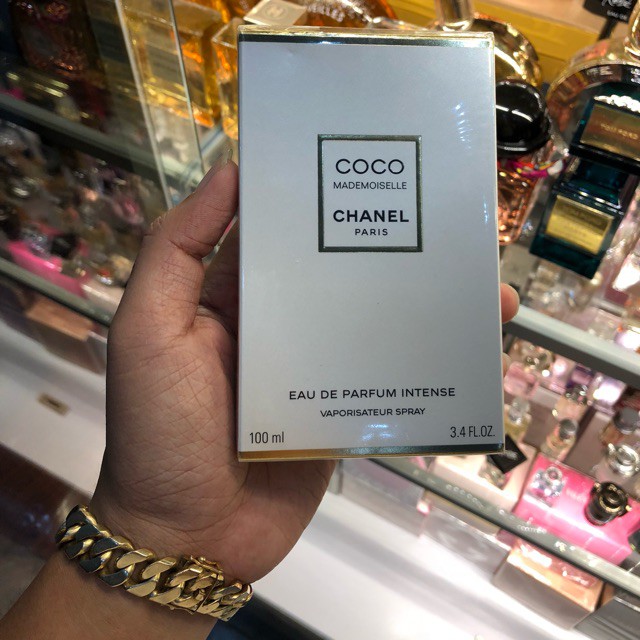 COCO
MADEMOISELLE
CHANEL
PARIS
EAU DE PARFUM INTENSE
VAPORISATEUR SPRAY
100 ml 3.4 FL.OZ.